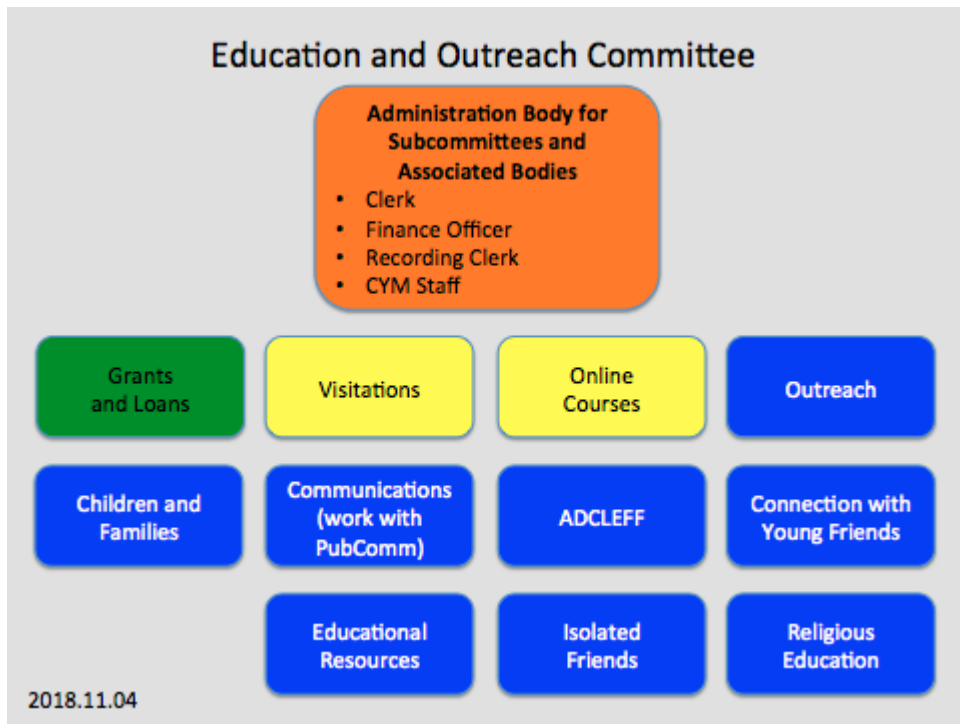 Education and Outreach Committee
Administration Body for
Subcommittees and
Associated Bodies
• Clerk
• Finance Officer
• Recording Clerk
• CYM Staff
Grants
and Loans
Visitations
Online
Courses
Outreach
Children and
Families
Communications
(work with
PubComm)
ADCLEFF
Connection with
Young Friends
Educational
Resources
Isolated
Friends
Religious
Education
2018.11.04